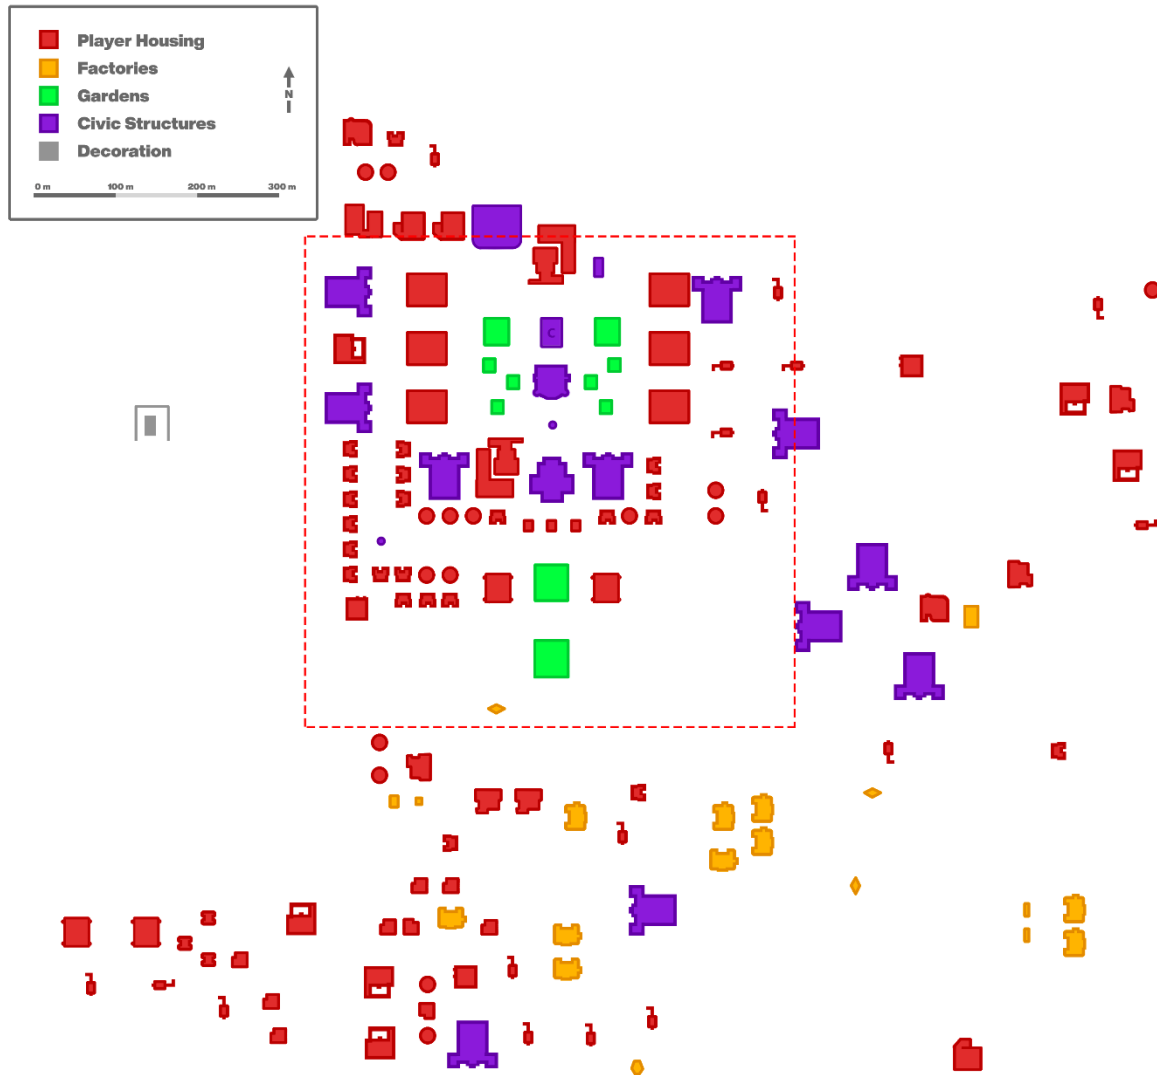 Player Housing
Factories
Gardens
Civic Structures
Decoration
N
0 m 100 m 200 m 300 m
C